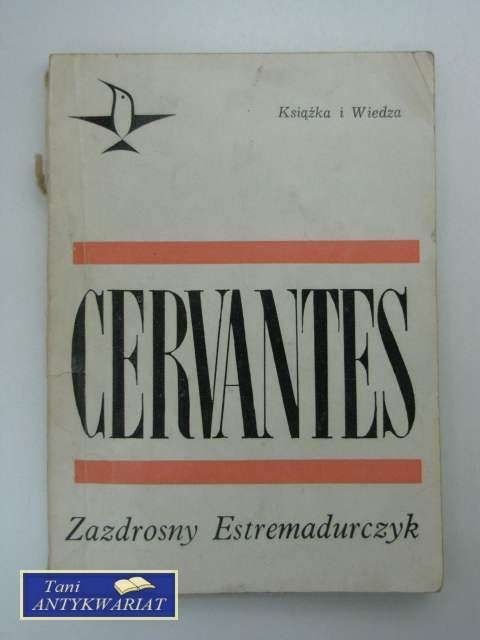 Książka i Wiedza
CERVANTES
Zazdrosny Estremadurczyk
Tani
ANTYKWARIAT